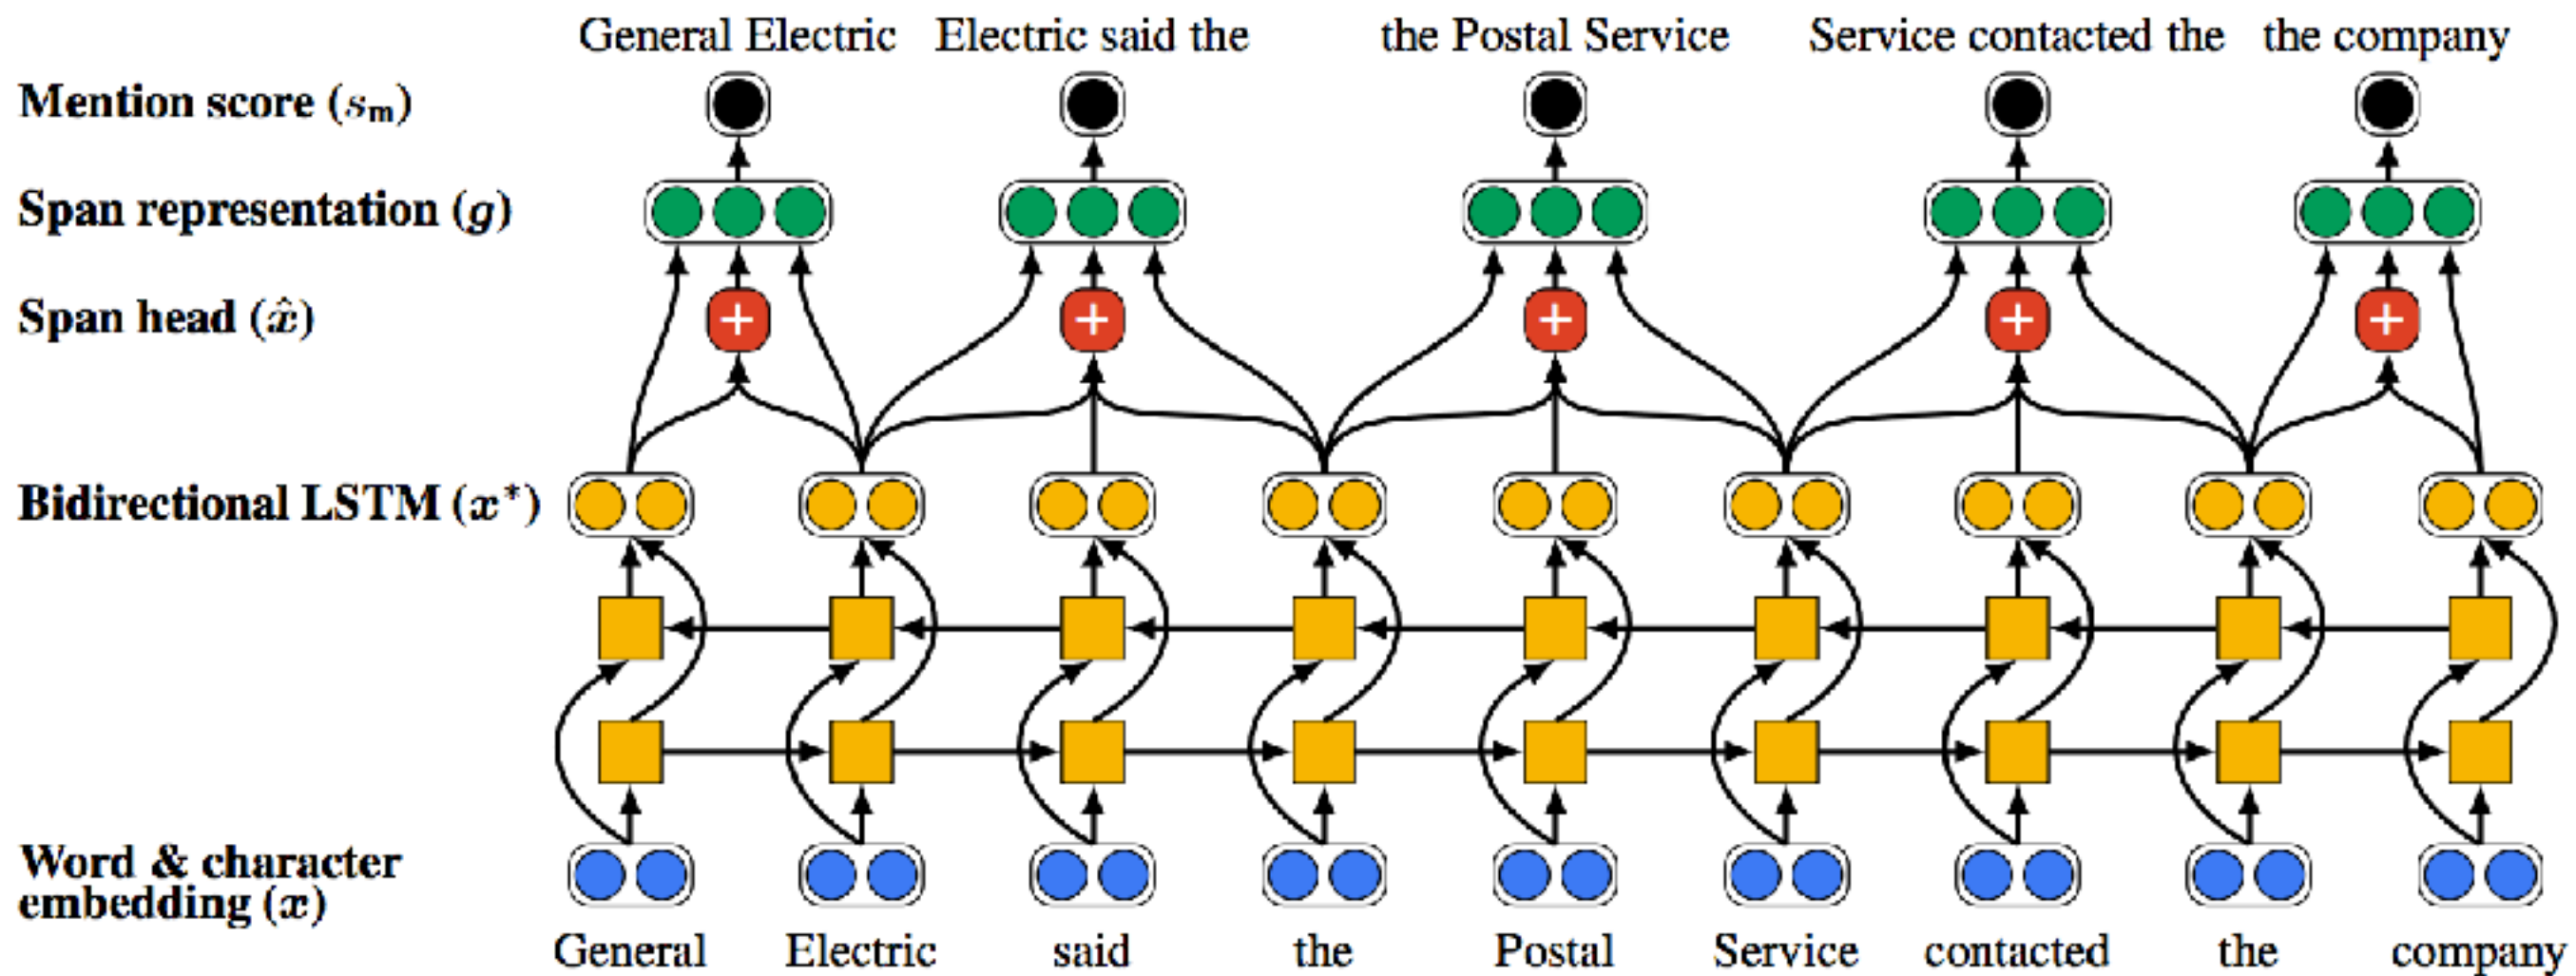 General Electric Electric said the the Postal Service Service contacted the the company
Mention score (sₘ)
Span representation (g)
+ + + + +
Span head (x̂)
Bidirectional LSTM (x*)
Word & character
embedding (x)
General Electric said the Postal Service contacted the company